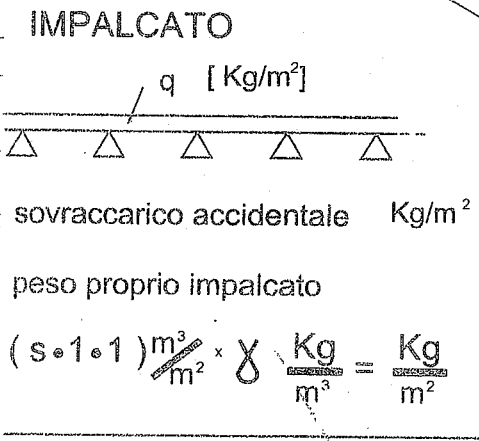 IMPALCATO
q [Kg/m²]
sovraccarico accidentale Kg/m²
peso proprio impalcato
(s•1•1) m³/m² × ɣ Kg/m³ = Kg/m²